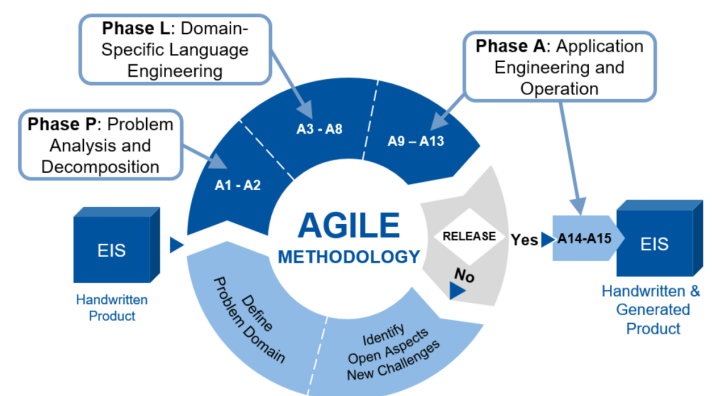 Phase L: Domain-
Specific Language
Engineering
Phase A: Application
Engineering and
Operation
Phase P: Problem
Analysis and
Decomposition
A3 - A8
A9 – A13
A1 - A2
AGILE
METHODOLOGY
RELEASE
Yes
No
A14-A15
EIS
Handwritten
Product
EIS
Handwritten &
Generated
Product
Define
Problem Domain
Identify
Open Aspects
New Challenges